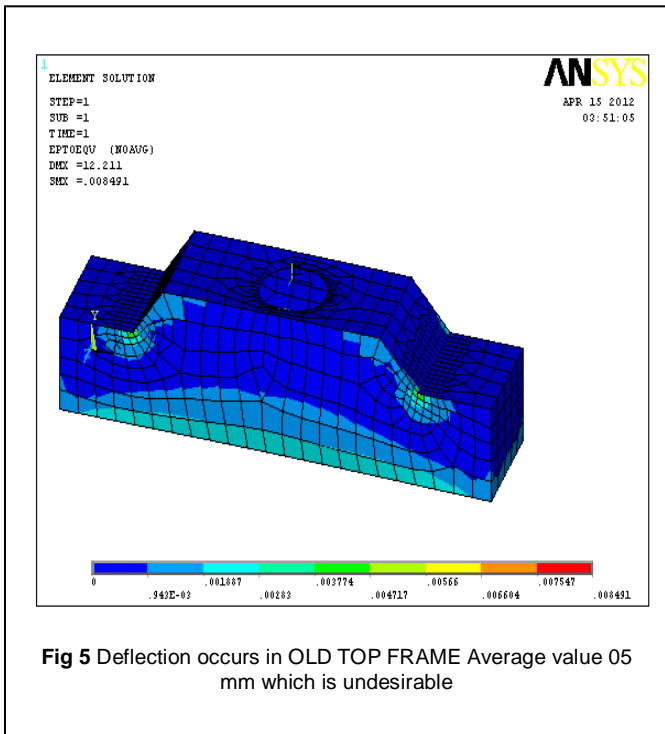 1
ELEMENT SOLUTION
STEP=1
SUB =1
TIME=1
EPTOEQV (NOAVG)
DMX =12.211
SMX =.008491
ANSYS
APR 15 2012
03:51:05
Y
0 .001887 .003774 .00566 .007547
.943E-03 .00283 .004717 .006604 .008491
Fig 5 Deflection occurs in OLD TOP FRAME Average value 05
mm which is undesirable